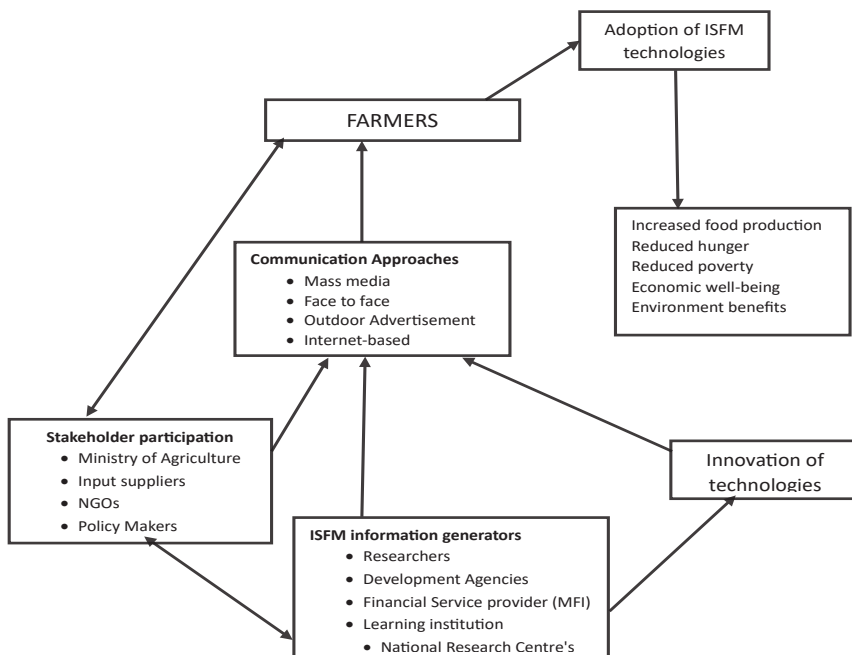 Adoption of ISFM
technologies
FARMERS
Increased food production
Reduced hunger
Reduced poverty
Economic well-being
Environment benefits
Communication Approaches
• Mass media
• Face to face
• Outdoor Advertisement
• Internet-based
Stakeholder participation
• Ministry of Agriculture
• Input suppliers
• NGOs
• Policy Makers
Innovation of
technologies
ISFM information generators
• Researchers
• Development Agencies
• Financial Service provider (MFI)
• Learning institution
• National Research Centre's